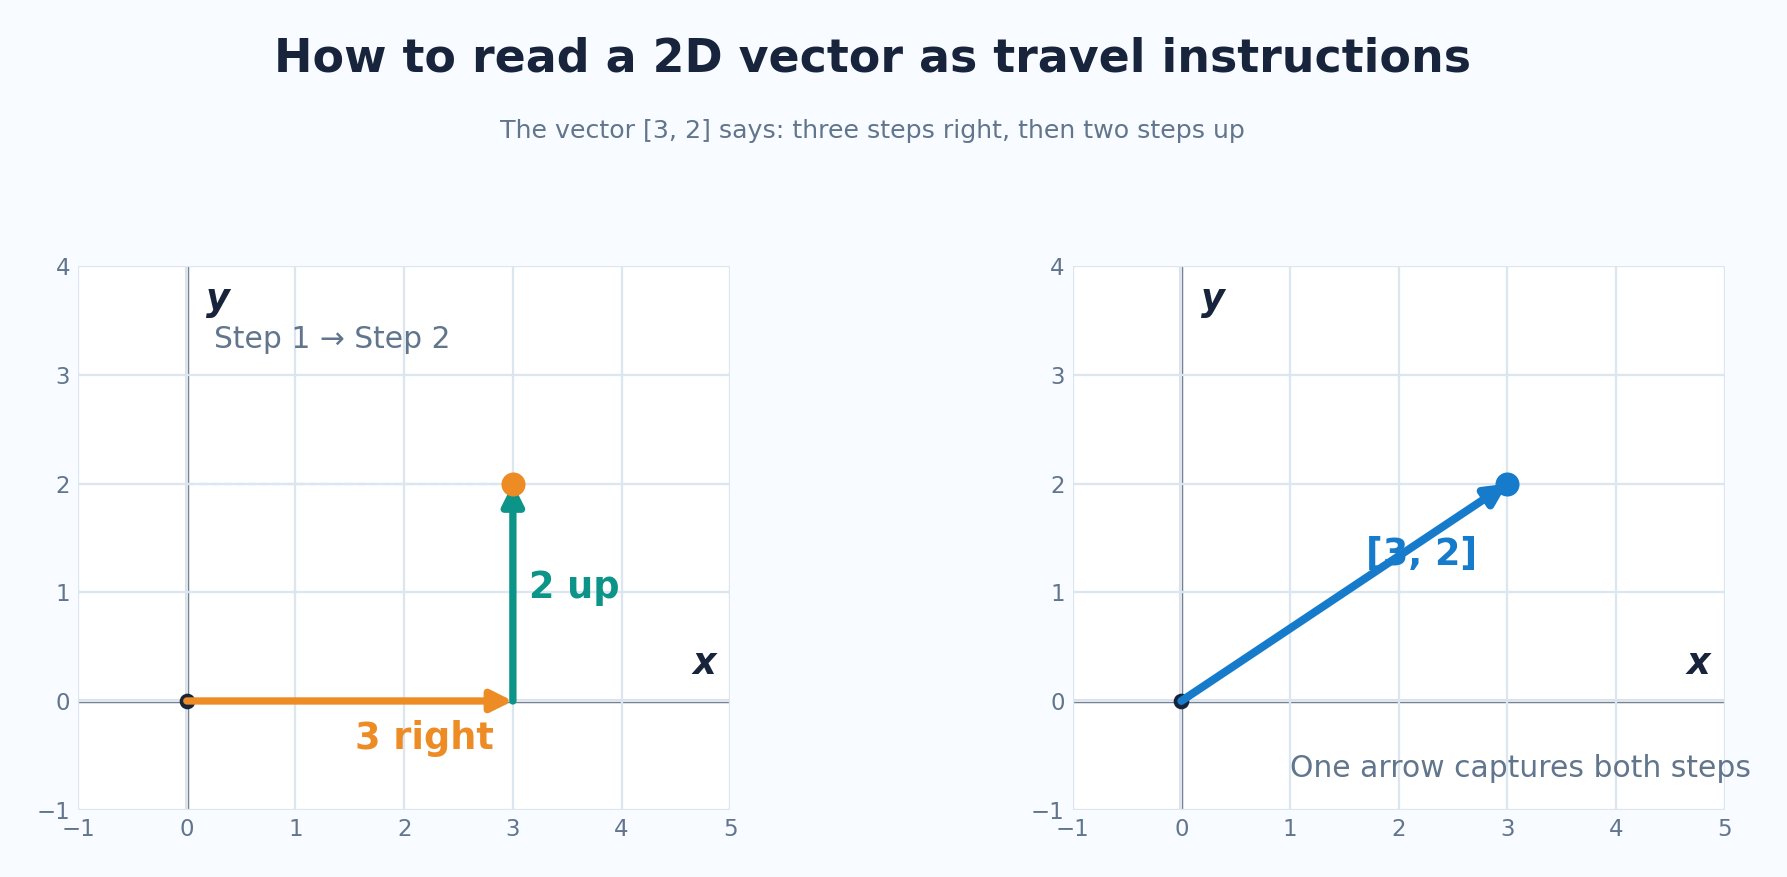 How to read a 2D vector as travel instructions
The vector [3, 2] says: three steps right, then two steps up
4
y
Step 1 → Step 2
3
2
2 up
1
x
0
3 right
−1
−1 0 1 2 3 4 5
4
y
3
2
[3, 2]
1
x
0
One arrow captures both steps
−1
−1 0 1 2 3 4 5